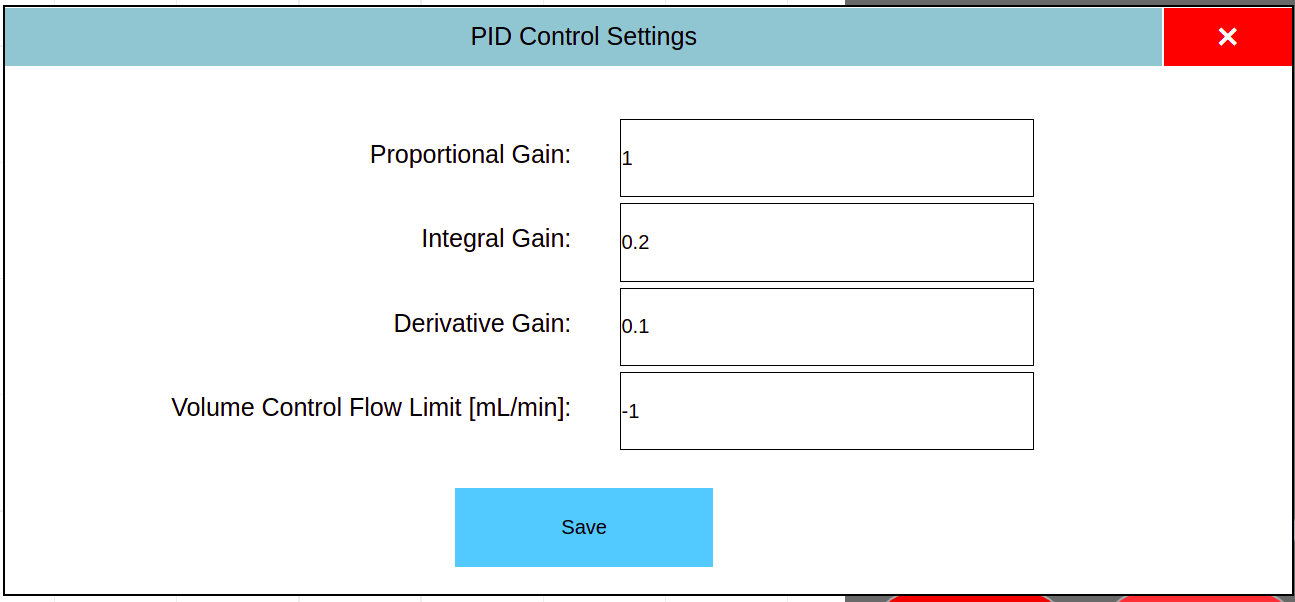 PID Control Settings ×
Proportional Gain: 1
Integral Gain: 0.2
Derivative Gain: 0.1
Volume Control Flow Limit [mL/min]: -1
Save